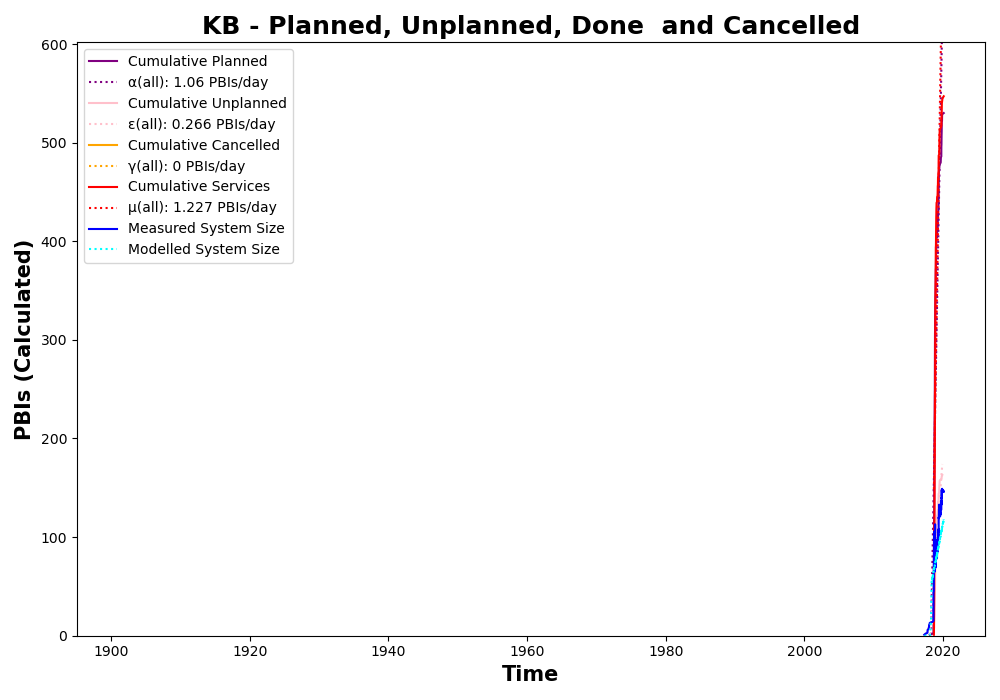 KB - Planned, Unplanned, Done  and Cancelled
600
500
400
300
200
100
0
PBIs (Calculated)
Cumulative Planned
α(all): 1.06 PBIs/day
Cumulative Unplanned
ε(all): 0.266 PBIs/day
Cumulative Cancelled
γ(all): 0 PBIs/day
Cumulative Services
μ(all): 1.227 PBIs/day
Measured System Size
Modelled System Size
1900 1920 1940 1960 1980 2000 2020
Time